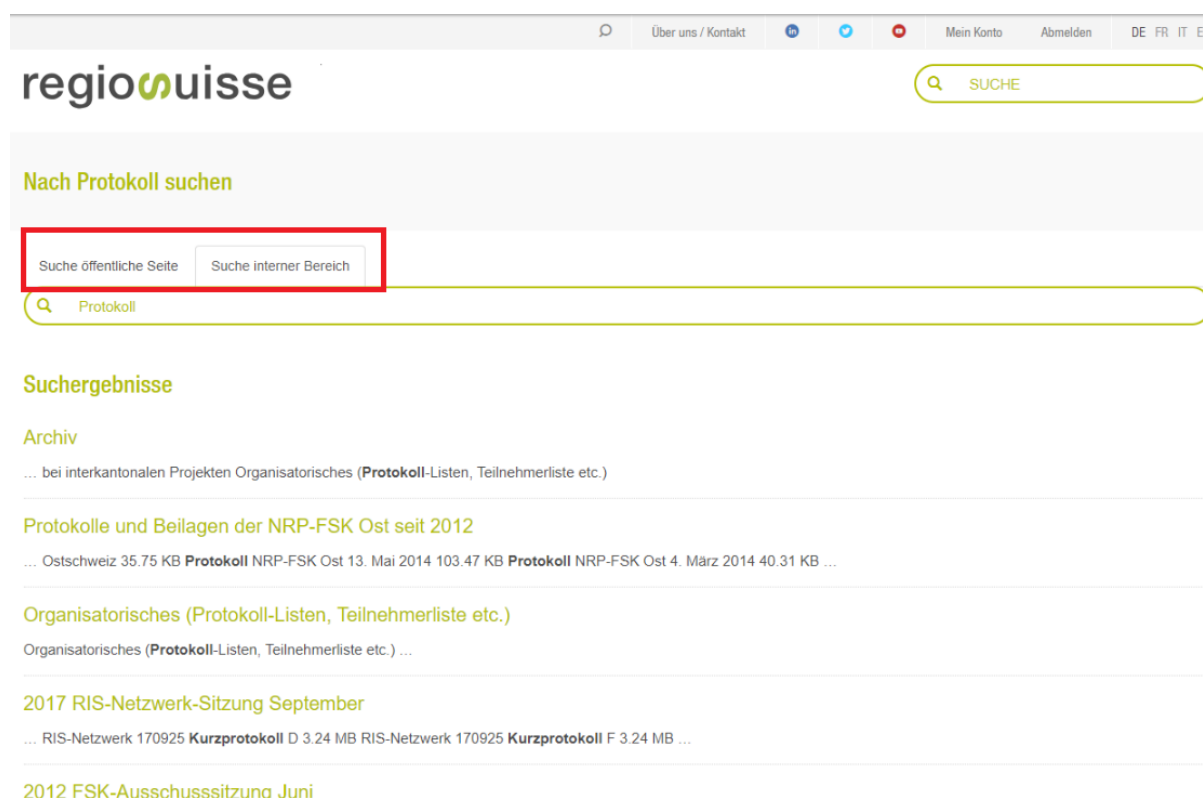 Über uns / Kontakt
Mein Konto
Abmelden
DE FR IT E
regiosuisse
SUCHE
Nach Protokoll suchen
Suche öffentliche Seite
Suche interner Bereich
Protokoll
Suchergebnisse
Archiv
… bei interkantonalen Projekten Organisatorisches (Protokoll-Listen, Teilnehmerliste etc.)
Protokolle und Beilagen der NRP-FSK Ost seit 2012
… Ostschweiz 35.75 KB Protokoll NRP-FSK Ost 13. Mai 2014 103.47 KB Protokoll NRP-FSK Ost 4. März 2014 40.31 KB …
Organisatorisches (Protokoll-Listen, Teilnehmerliste etc.)
Organisatorisches (Protokoll-Listen, Teilnehmerliste etc.) …
2017 RIS-Netzwerk-Sitzung September
… RIS-Netzwerk 170925 Kurzprotokoll D 3.24 MB RIS-Netzwerk 170925 Kurzprotokoll F 3.24 MB …
2012 FSK-Ausschusssitzung Juni